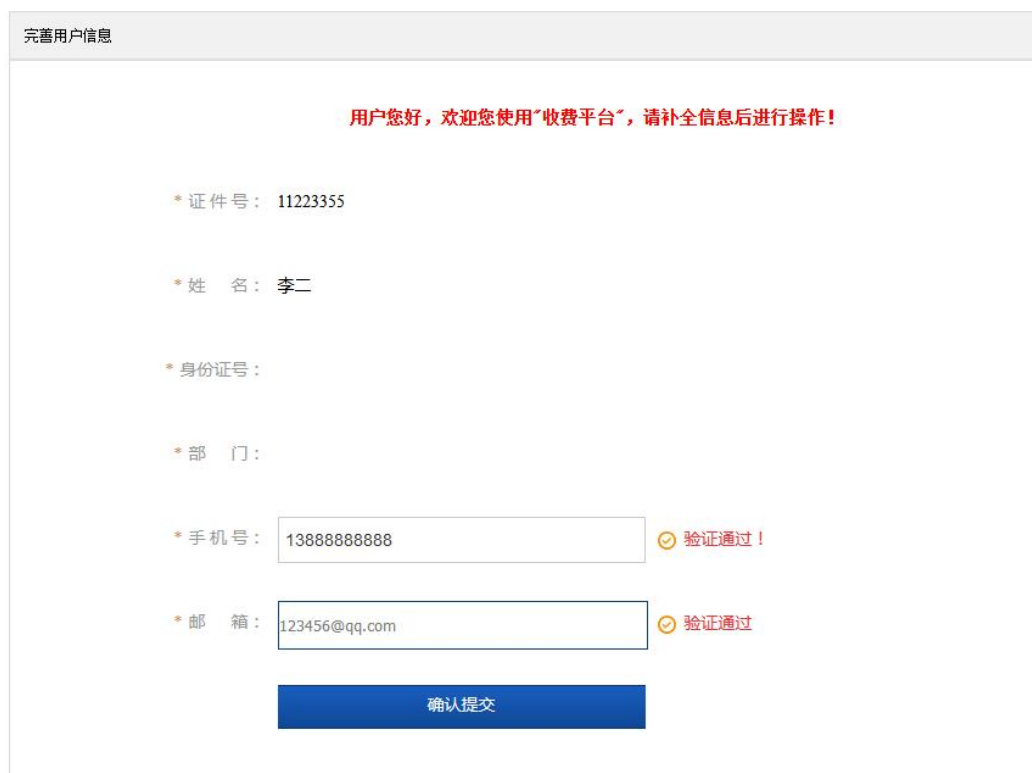 完善用户信息
用户您好，欢迎您使用"收费平台"，请补全信息后进行操作！
* 证件号： 11223355
* 姓 名： 李二
* 身份证号：
* 部 门：
* 手机号： 13888888888 验证通过！
* 邮 箱： 123456@qq.com 验证通过
确认提交